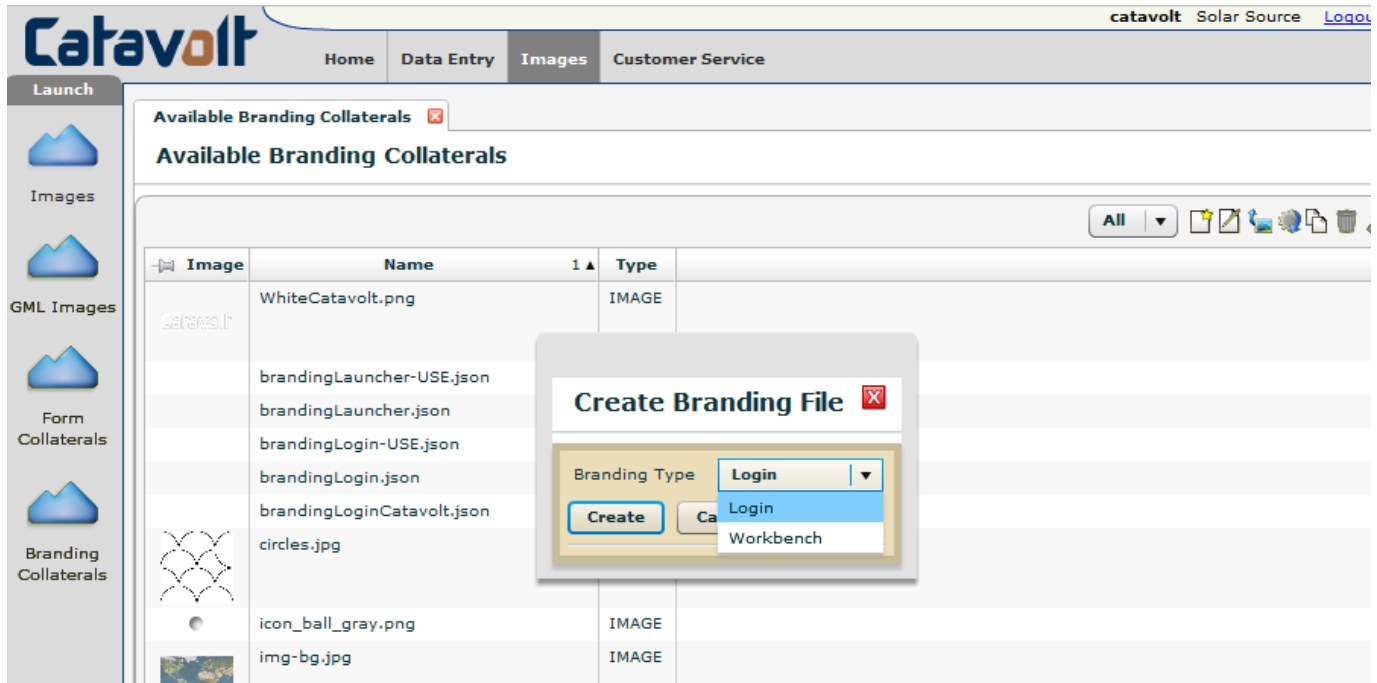 catavolt Solar Source Logou
Catavolt
Home Data Entry Images Customer Service
Launch
Available Branding Collaterals
Available Branding Collaterals
Images
All
Image Name 1 Type
WhiteCatavolt.png IMAGE
Catavolt
GML Images
brandingLauncher-USE.json
Create Branding File
brandingLauncher.json
Form
Collaterals
brandingLogin-USE.json
brandingLogin.json
Branding Type Login
brandingLoginCatavolt.json
Login
Create Ca
Workbench
circles.jpg
Branding
Collaterals
icon_ball_gray.png IMAGE
img-bg.jpg IMAGE